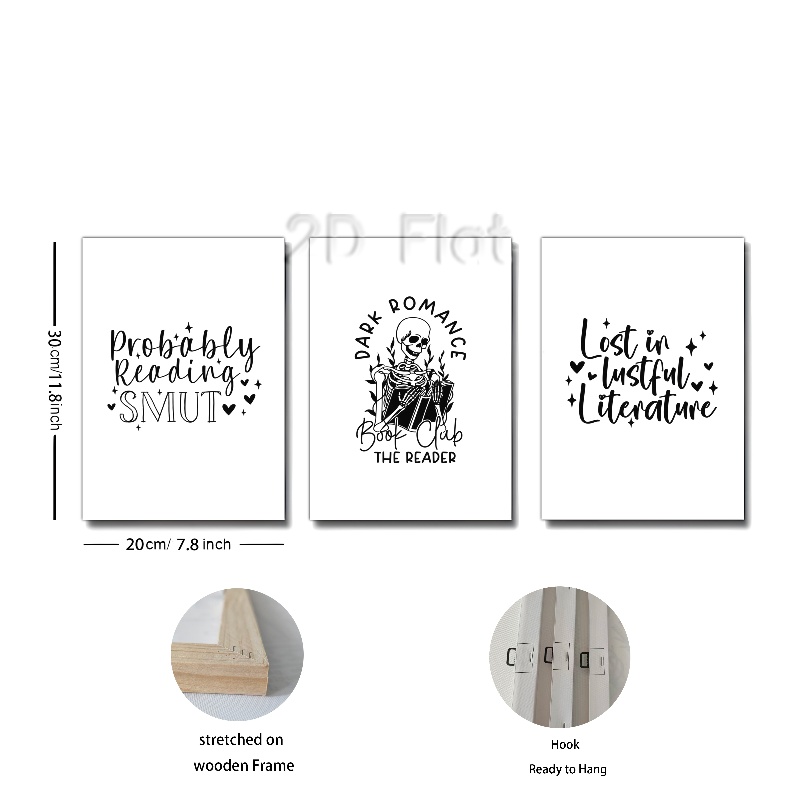 2D Flat
Probably
Reading
SMUT
DARK ROMANCE
Book Club
THE READER
Lost in
lustful
Literature
30cm/11.8inch
20cm/ 7.8 inch
stretched on
wooden Frame
Hook
Ready to Hang